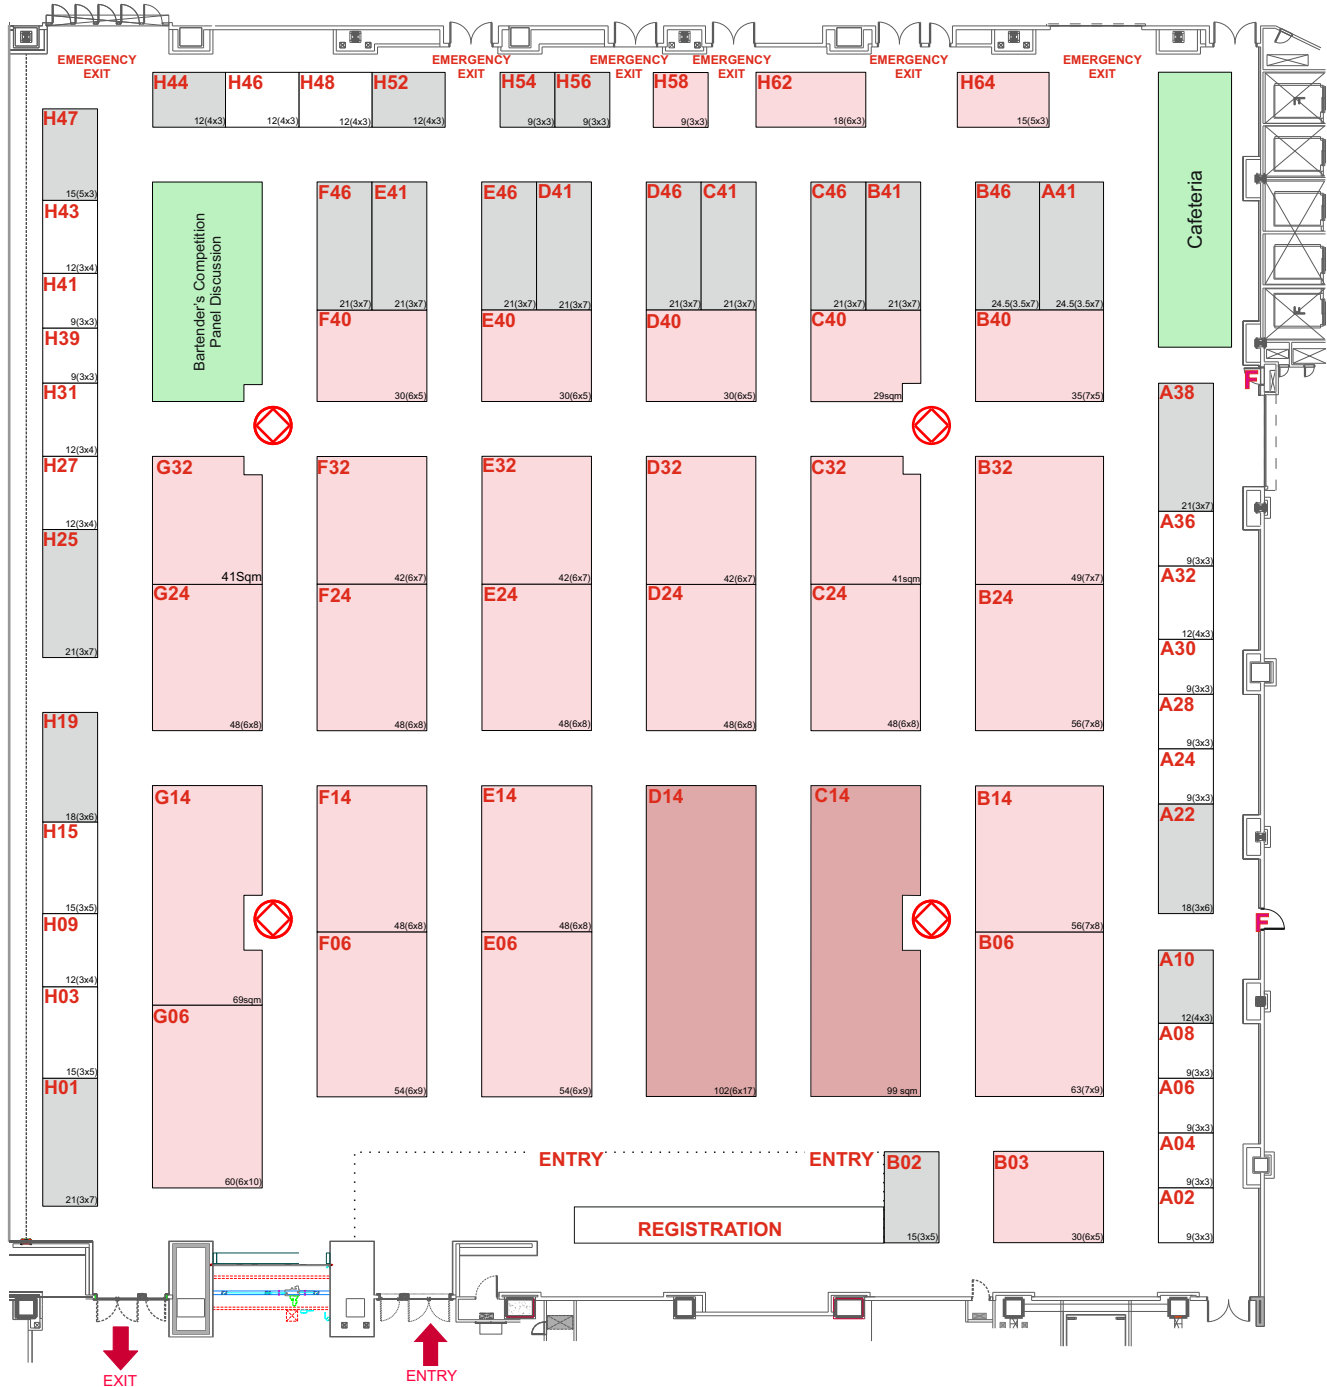 EMERGENCY
EXIT
EMERGENCY
EXIT
EMERGENCY
EXIT
EMERGENCY
EXIT
EMERGENCY
EXIT
EMERGENCY
EXIT
H44
12(4x3)
H46
12(4x3)
H48
12(4x3)
H52
12(4x3)
H54
9(3x3)
H56
9(3x3)
H58
9(3x3)
H62
18(6x3)
H64
15(5x3)
H47
15(5x3)
H43
12(3x4)
H41
9(3x3)
H39
9(3x3)
H31
12(3x4)
H27
12(3x4)
H25
21(3x7)
H19
18(3x6)
H15
15(3x5)
H09
12(3x4)
H03
15(3x5)
H01
21(3x7)
Bartender's Competition
Panel Discussion
F46
21(3x7)
E41
21(3x7)
E46
21(3x7)
D41
21(3x7)
D46
21(3x7)
C41
21(3x7)
C46
21(3x7)
B41
21(3x7)
B46
24.5(3.5x7)
A41
24.5(3.5x7)
Cafeteria
F40
30(6x5)
E40
30(6x5)
D40
30(6x5)
C40
29sqm
B40
35(7x5)
G32
41Sqm
F32
42(6x7)
E32
42(6x7)
D32
42(6x7)
C32
41sqm
B32
49(7x7)
G24
48(6x8)
F24
48(6x8)
E24
48(6x8)
D24
48(6x8)
C24
48(6x8)
B24
56(7x8)
G14
69sqm
F14
48(6x8)
E14
48(6x8)
D14
102(6x17)
C14
99 sqm
B14
56(7x8)
G06
60(6x10)
F06
54(6x9)
E06
54(6x9)
B06
63(7x9)
F
A38
21(3x7)
A36
9(3x3)
A32
12(4x3)
A30
9(3x3)
A28
9(3x3)
A24
9(3x3)
A22
18(3x6)
F
A10
12(4x3)
A08
9(3x3)
A06
9(3x3)
A04
9(3x3)
A02
9(3x3)
ENTRY
ENTRY
B02
15(3x5)
B03
30(6x5)
REGISTRATION
EXIT
ENTRY
F
F